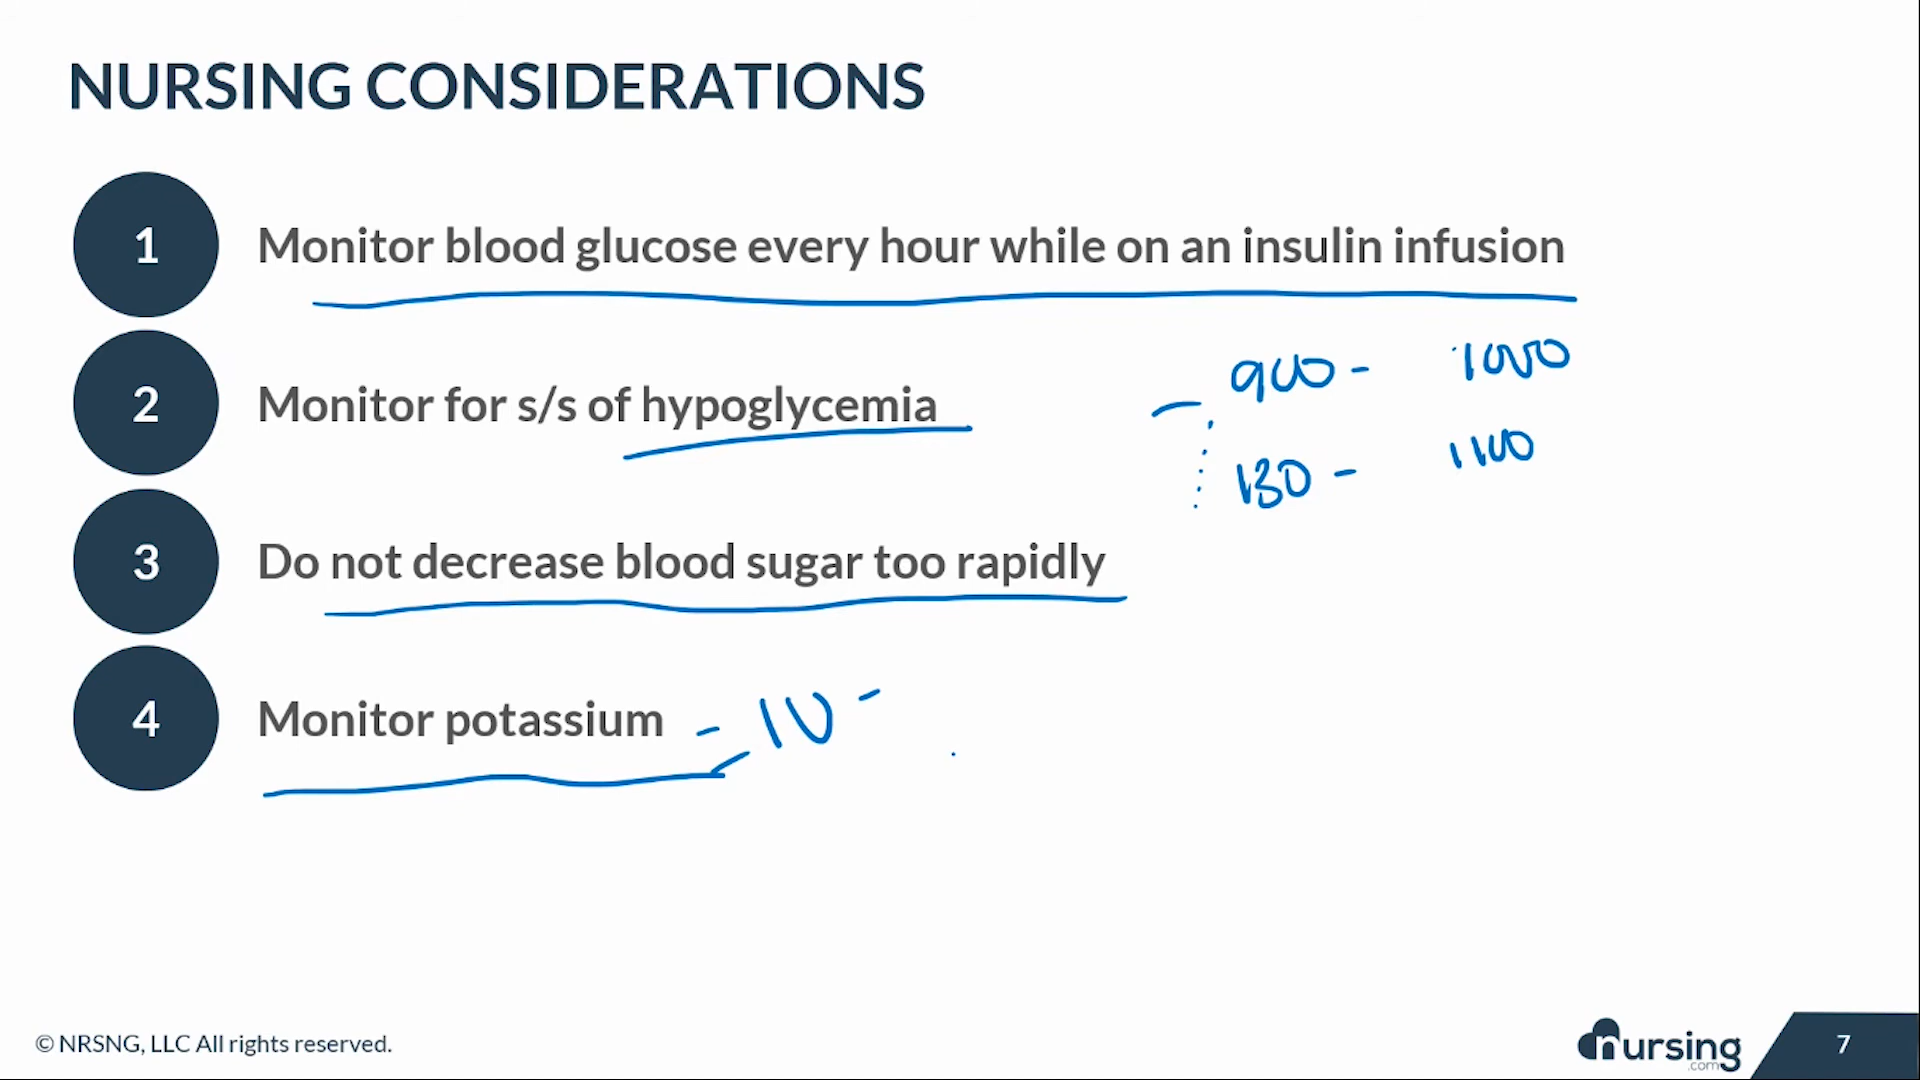 NURSING CONSIDERATIONS
1 Monitor blood glucose every hour while on an insulin infusion
900 - 1000
2 Monitor for s/s of hypoglycemia
130 - 1100
3 Do not decrease blood sugar too rapidly
4 Monitor potassium - IV -
© NRSNG, LLC All rights reserved.
nursing
.com
7